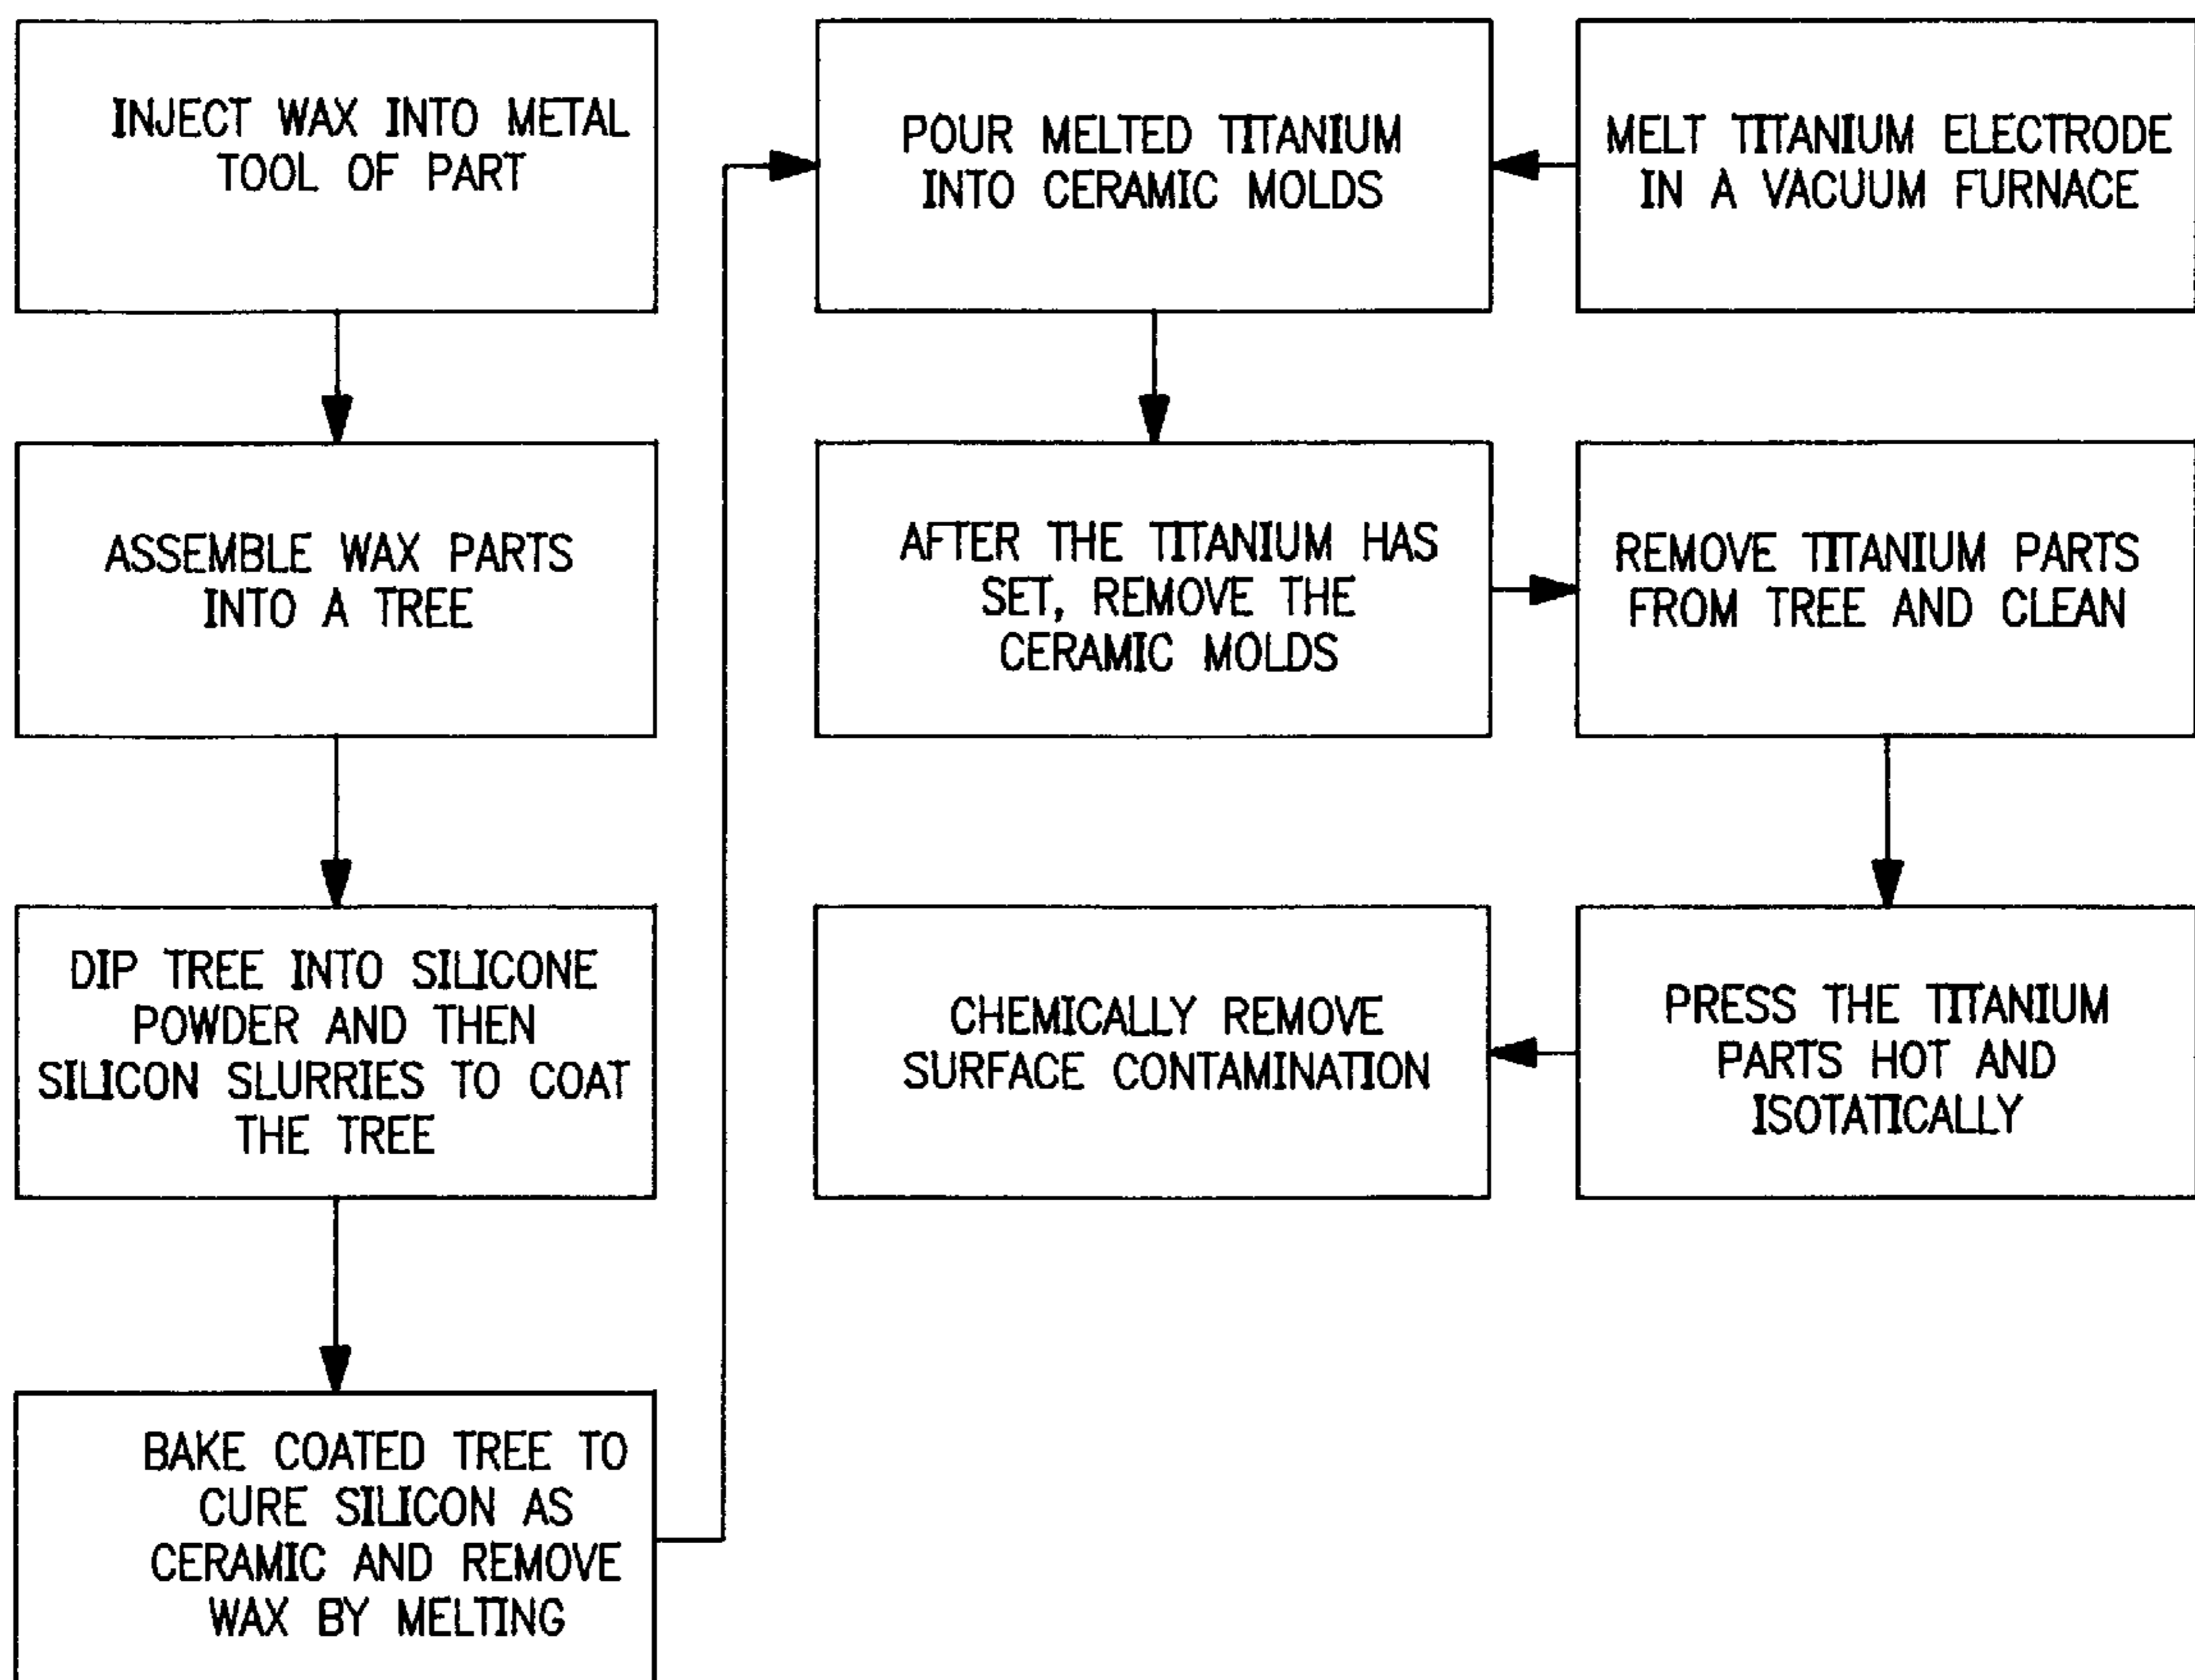 INJECT WAX INTO METAL
TOOL OF PART
ASSEMBLE WAX PARTS
INTO A TREE
DIP TREE INTO SILICONE
POWDER AND THEN
SILICON SLURRIES TO COAT
THE TREE
BAKE COATED TREE TO
CURE SILICON AS
CERAMIC AND REMOVE
WAX BY MELTING
MELT TITANIUM ELECTRODE
IN A VACUUM FURNACE
POUR MELTED TITANIUM
INTO CERAMIC MOLDS
AFTER THE TITANIUM HAS
SET, REMOVE THE
CERAMIC MOLDS
REMOVE TITANIUM PARTS
FROM TREE AND CLEAN
PRESS THE TITANIUM
PARTS HOT AND
ISOTATICALLY
CHEMICALLY REMOVE
SURFACE CONTAMINATION